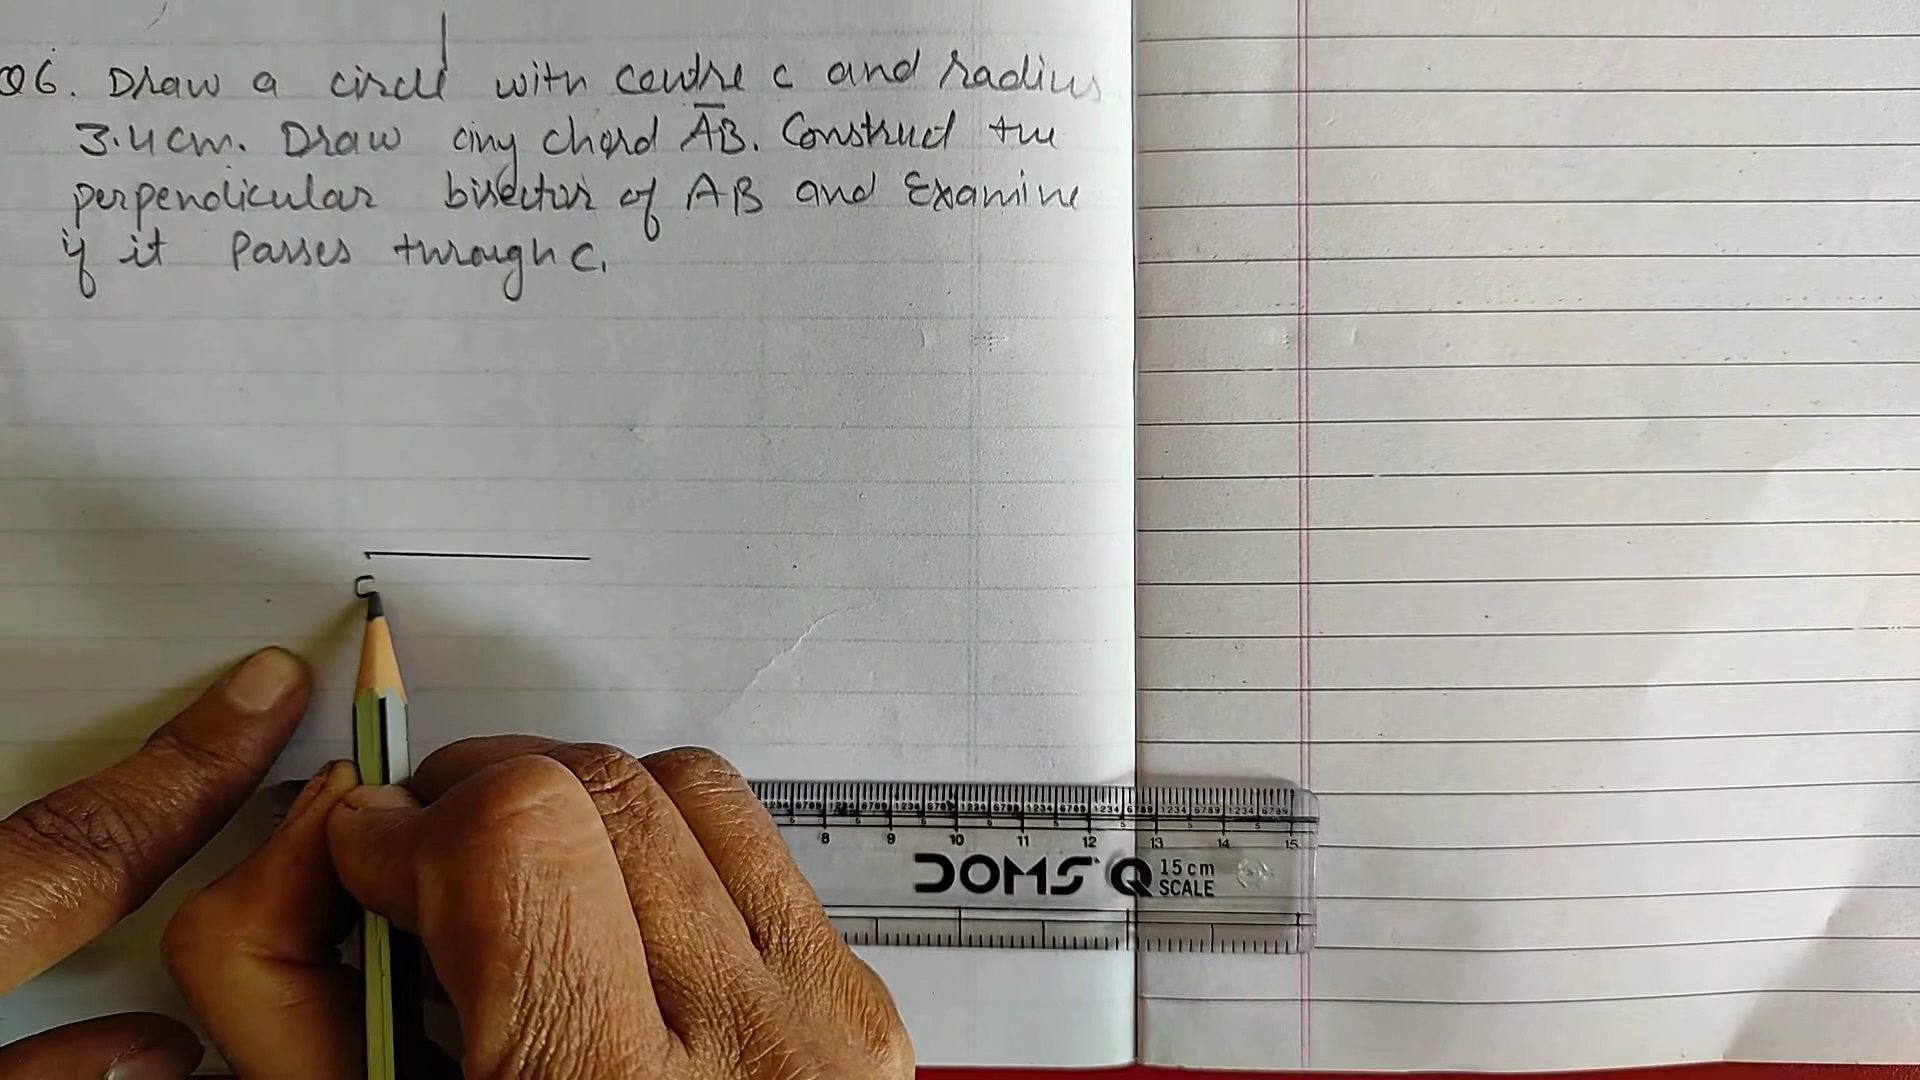 Q6. Draw a circle with centre c and radius
3.4cm. Draw any chord AB. Construct the
perpendicular bisector of AB and Examine
if it passes through c.
C
8 9 10 11 12 13 14 15
DOMS Q 15 cm
SCALE